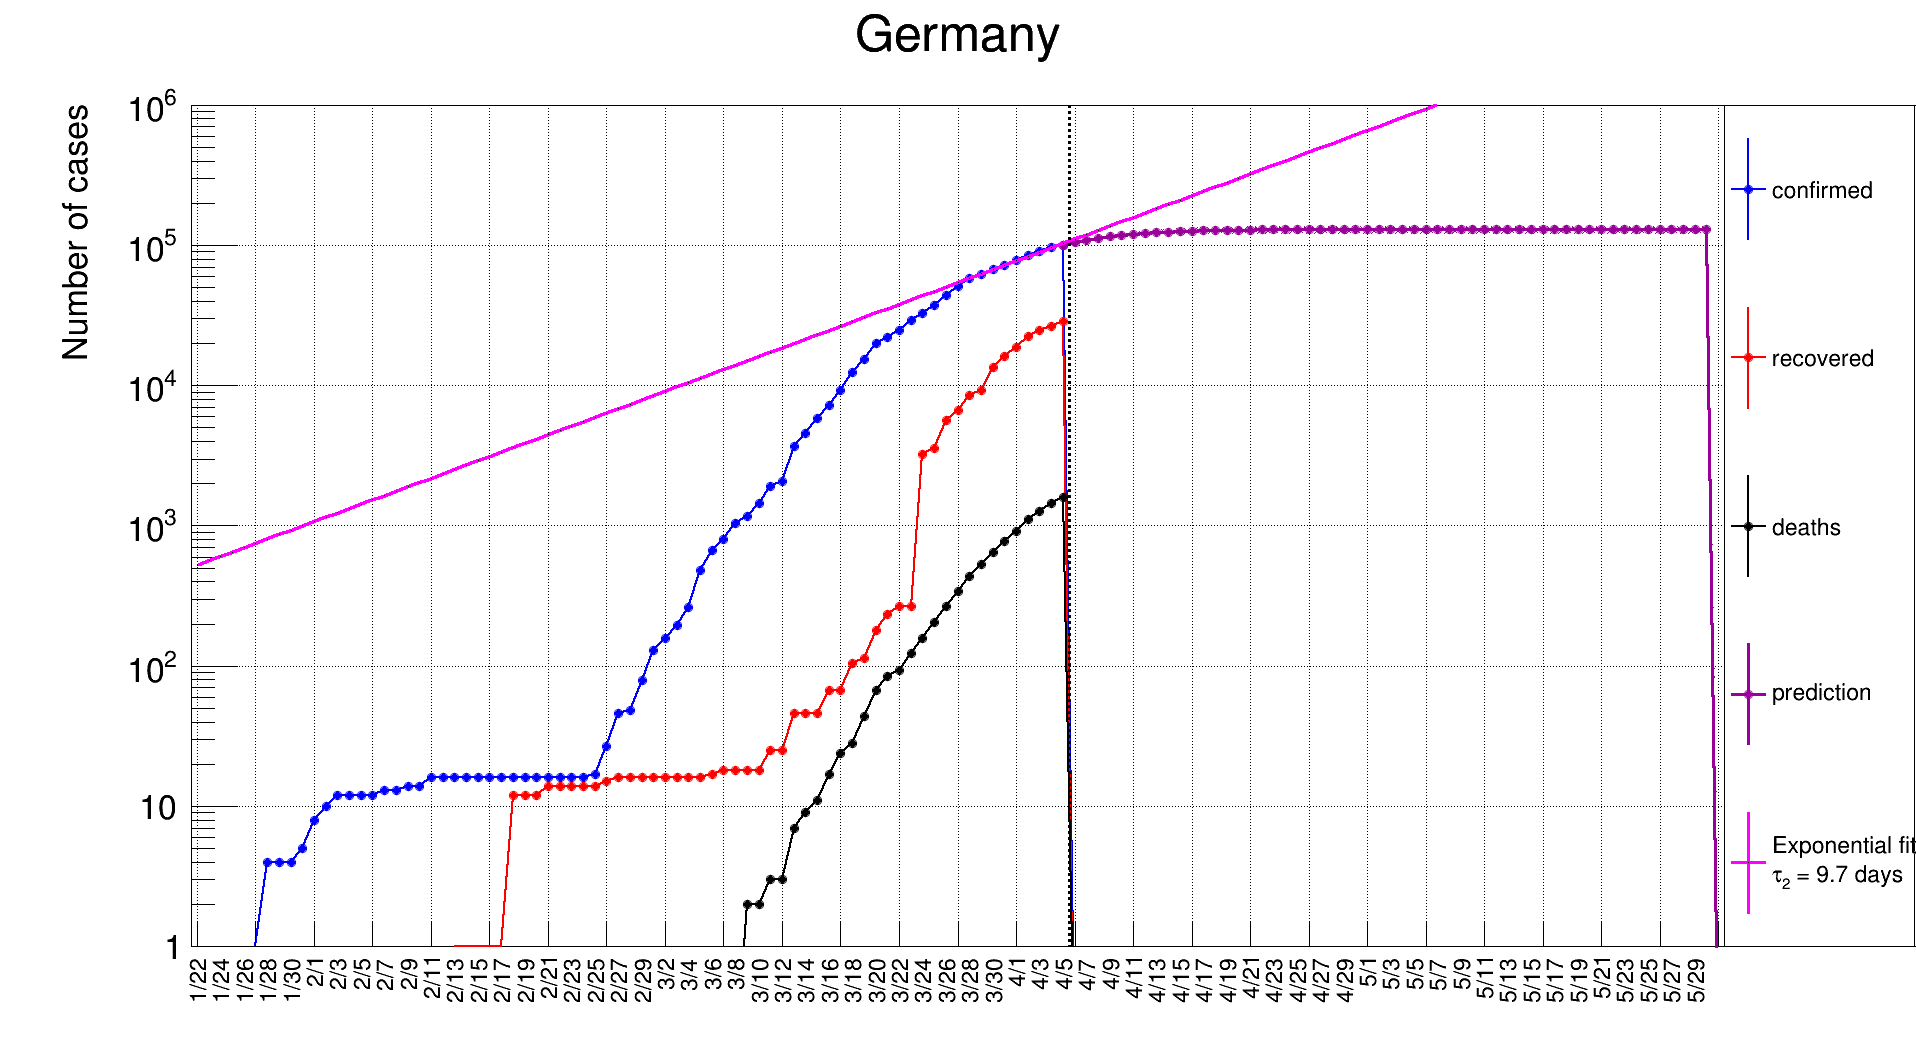 Germany
Number of cases
10^6
10^5
10^4
10^3
10^2
10
1
1/22 1/24 1/26 1/28 1/30 2/1 2/3 2/5 2/7 2/9 2/11 2/13 2/15 2/17 2/19 2/21 2/23 2/25 2/27 2/29 3/2 3/4 3/6 3/8 3/10 3/12 3/14 3/16 3/18 3/20 3/22 3/24 3/26 3/28 3/30 4/1 4/3 4/5 4/7 4/9 4/11 4/13 4/15 4/17 4/19 4/21 4/23 4/25 4/27 4/29 5/1 5/3 5/5 5/7 5/9 5/11 5/13 5/15 5/17 5/19 5/21 5/23 5/25 5/27 5/29
confirmed
recovered
deaths
prediction
Exponential fit
τ₂ = 9.7 days